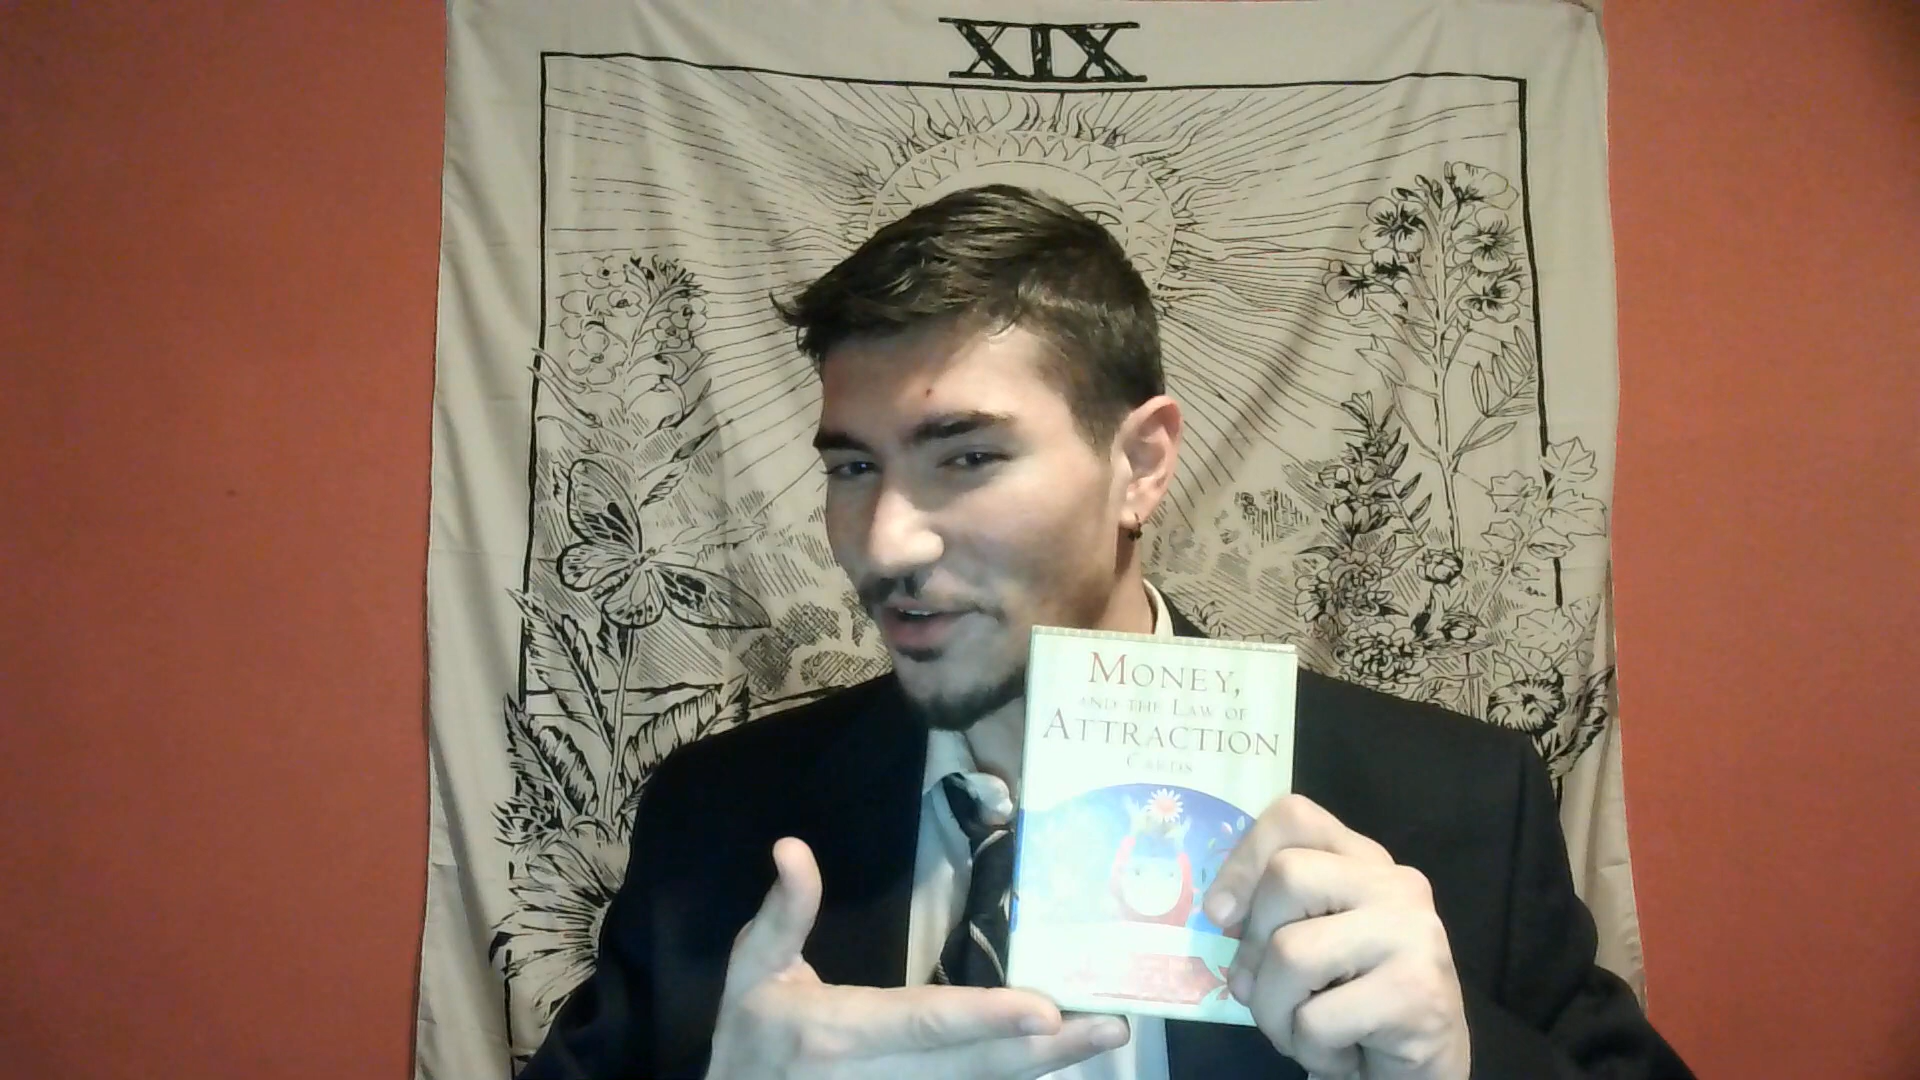 XIX
MONEY,
AND THE LAW OF
ATTRACTION
CARDS